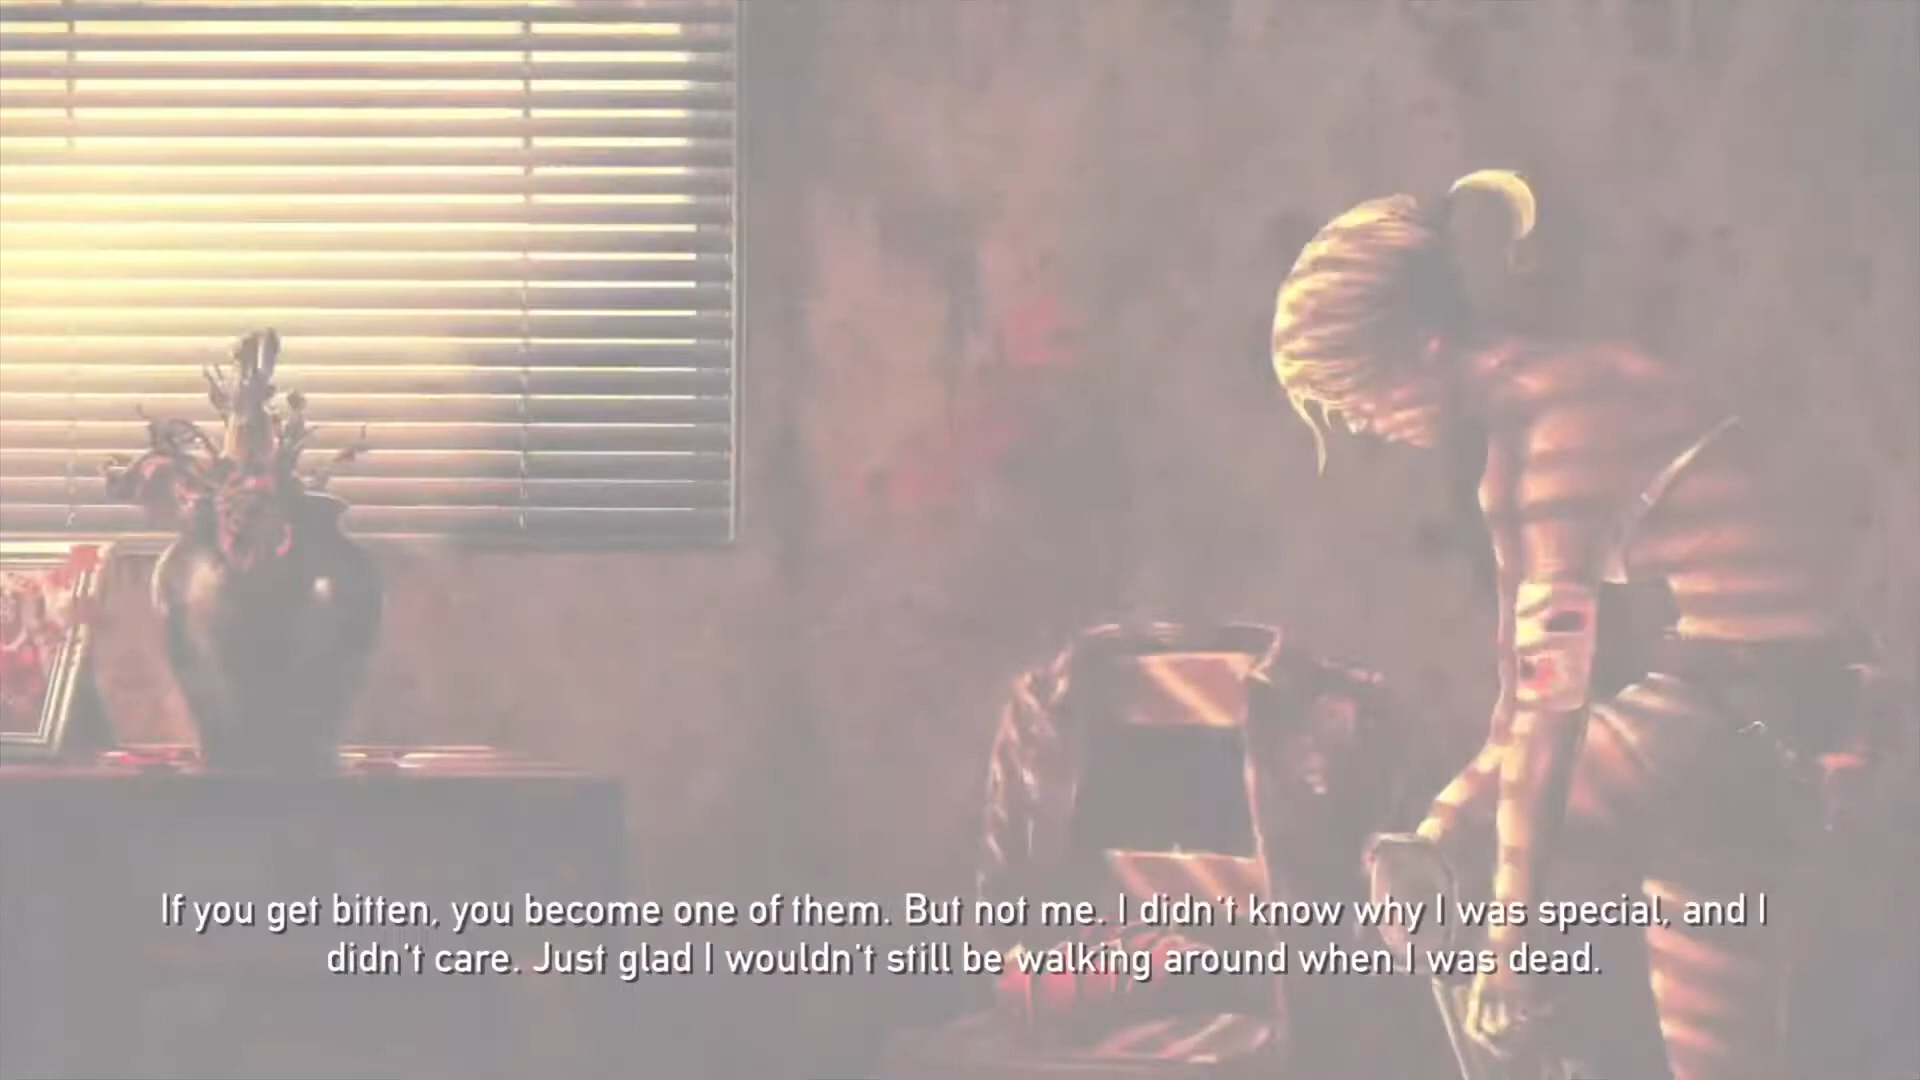 If you get bitten, you become one of them. But not me. I didn't know why I was special, and I
didn't care. Just glad I wouldn't still be walking around when I was dead.